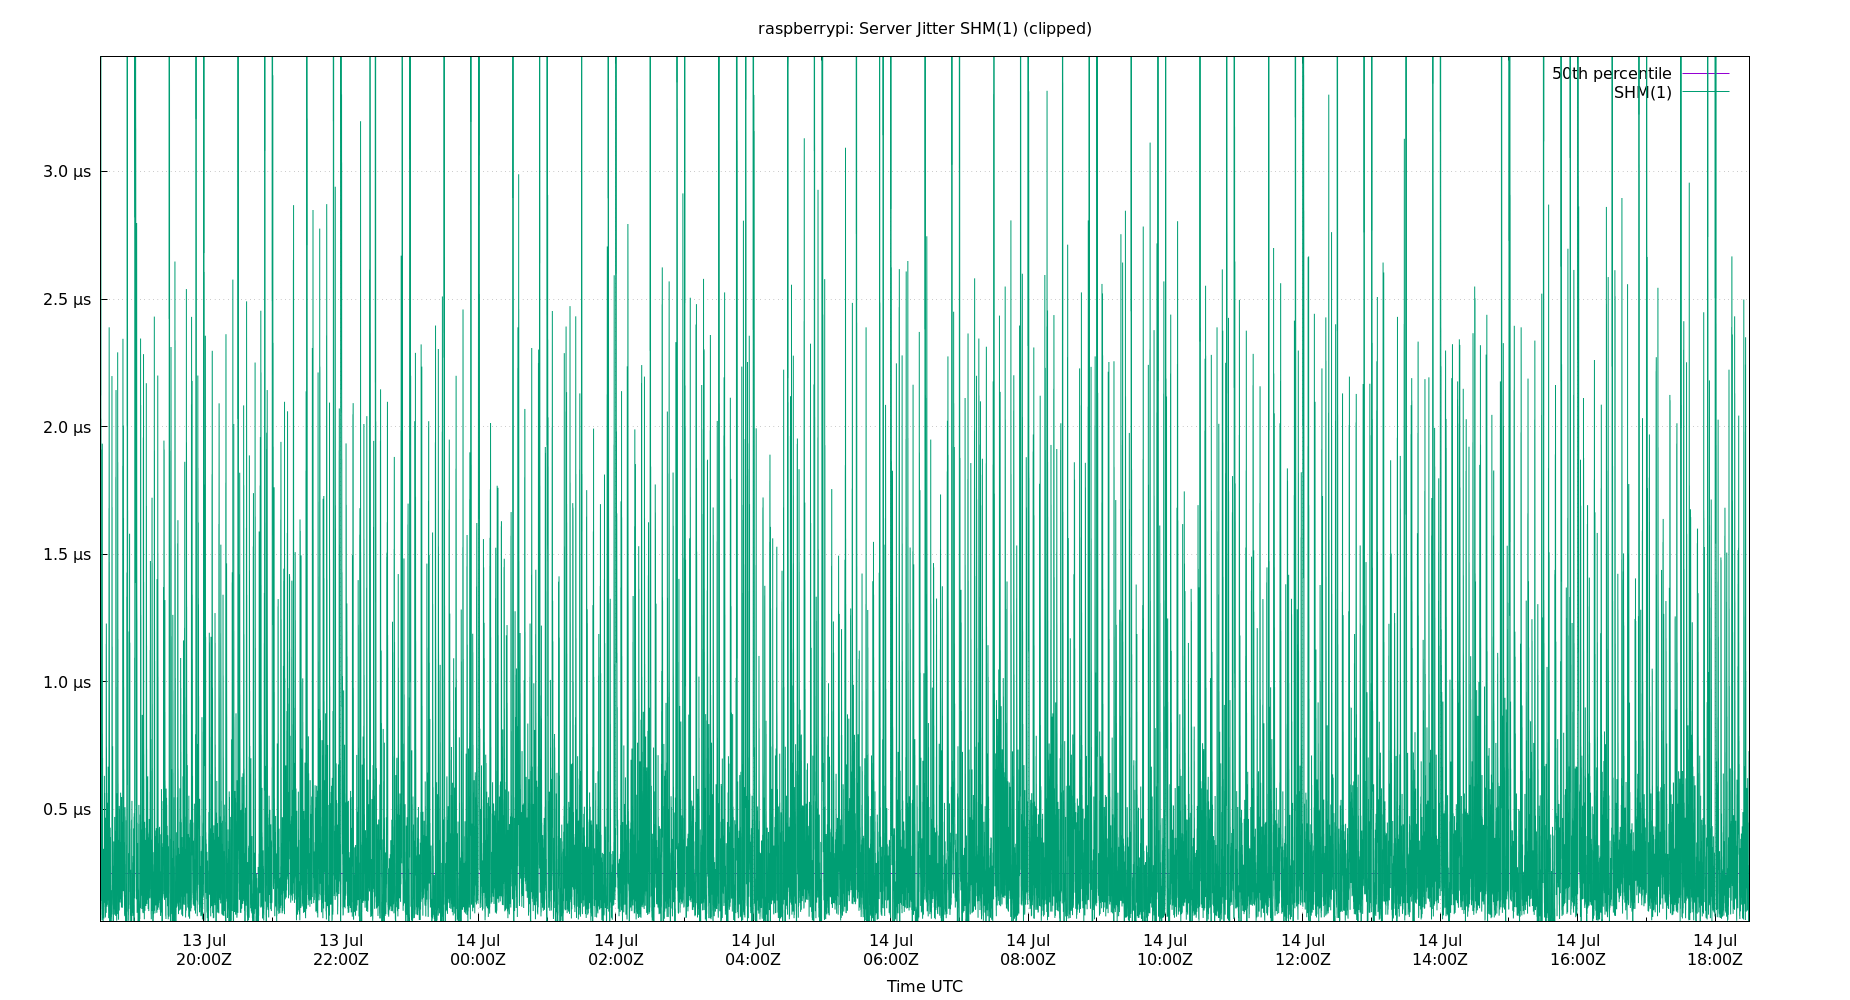 raspberrypi: Server Jitter SHM(1) (clipped)
50th percentile
SHM(1)
3.0 µs
2.5 µs
2.0 µs
1.5 µs
1.0 µs
0.5 µs
13 Jul 13 Jul 14 Jul 14 Jul 14 Jul 14 Jul 14 Jul 14 Jul 14 Jul 14 Jul 14 Jul 14 Jul
20:00Z 22:00Z 00:00Z 02:00Z 04:00Z 06:00Z 08:00Z 10:00Z 12:00Z 14:00Z 16:00Z 18:00Z
Time UTC